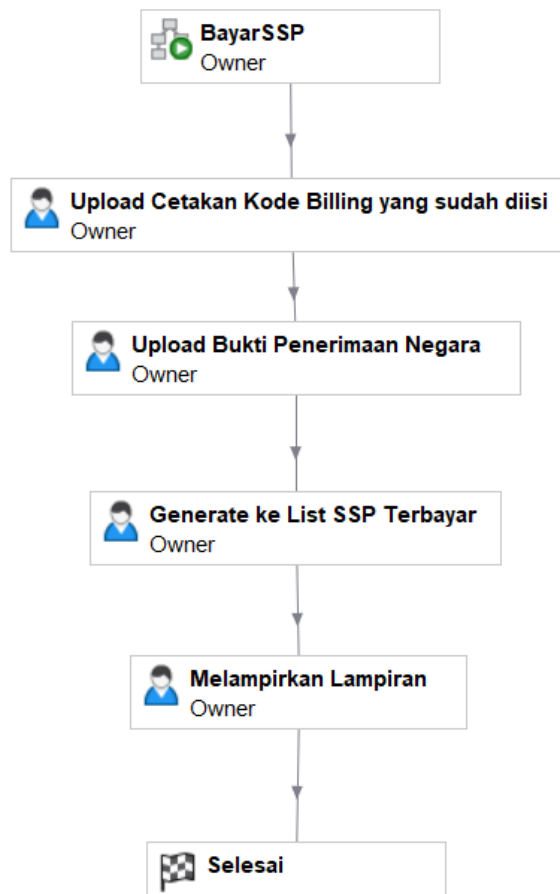 BayarSSP
Owner
Upload Cetakan Kode Billing yang sudah diisi
Owner
Upload Bukti Penerimaan Negara
Owner
Generate ke List SSP Terbayar
Owner
Melampirkan Lampiran
Owner
Selesai